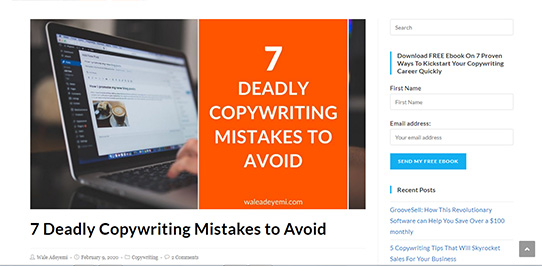 7
DEADLY
COPYWRITING
MISTAKES TO
AVOID
waleadeyemi.com
7 Deadly Copywriting Mistakes to Avoid
Wale Adeyemi
February 9, 2020
Copywriting
2 Comments
Search
Download FREE Ebook On 7 Proven
Ways To Kickstart Your Copywriting
Career Quickly
First Name
First Name
Email address:
Your email address
SEND MY FREE EBOOK
Recent Posts
GrooveSell: How This Revolutionary
Software can Help You Save Over a $100
monthly
5 Copywriting Tips That Will Skyrocket
Sales For Your Business